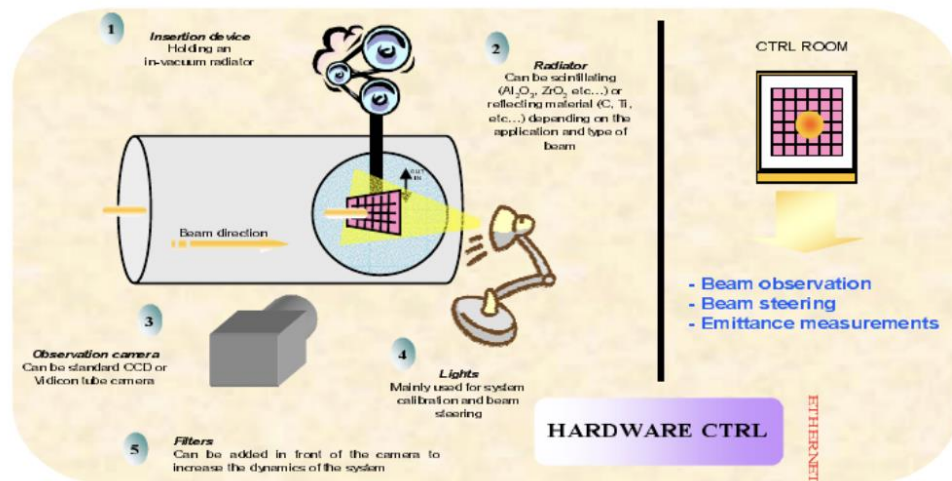 1
Insertion device
Holding an
in-vacuum radiator
2
Radiator
Can be scintillating
(Al2O3, ZrO2 etc...) or
reflecting material (C, Ti,
etc...) depending on the
application and type of
beam
CTRL ROOM
OUT
IN
Beam direction
- Beam observation
- Beam steering
- Emittance measurements
3
Observation camera
Can be standard CCD or
Vidicon tube camera
4
Lights
Mainly used for system
calibration and beam
steering
5
Filters
Can be added in front of the camera to
increase the dynamics of the system
HARDWARE CTRL
ETHERNET